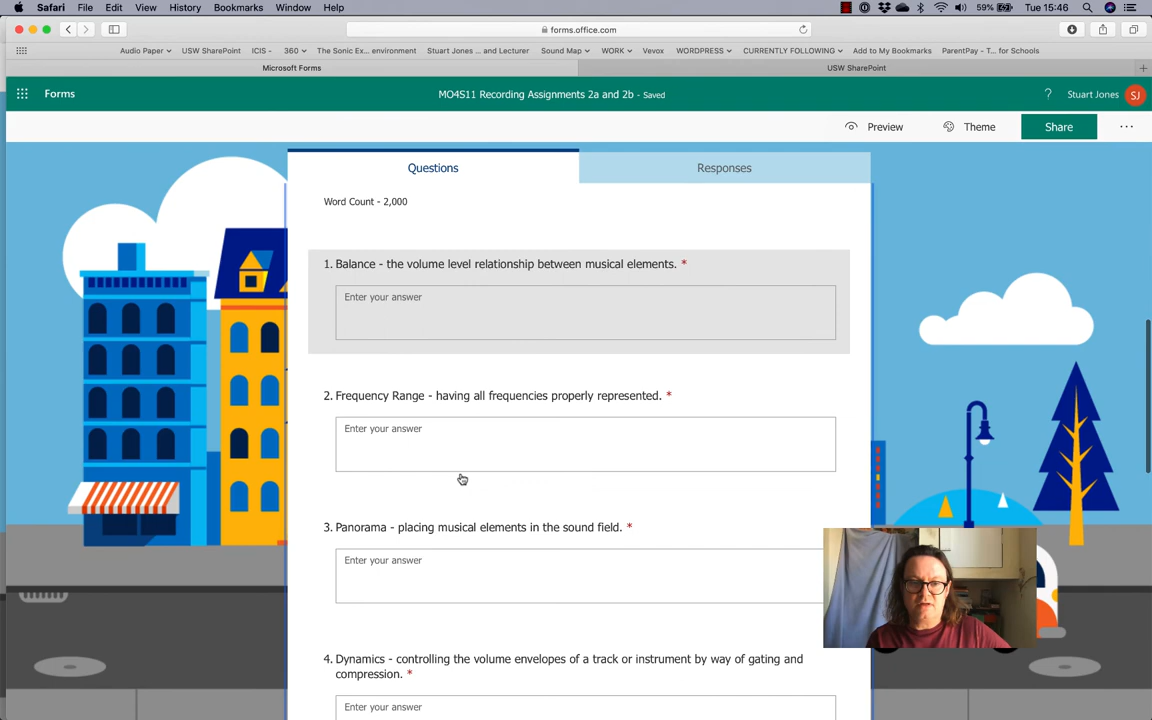 Safari File Edit View History Bookmarks Window Help 59% Tue 15:46
forms.office.com
Audio Paper USW SharePoint ICIS - 360 The Sonic Ex... environment Stuart Jones ... and Lecturer Sound Map WORK Vevox WORDPRESS CURRENTLY FOLLOWING Add to My Bookmarks ParentPay - T... for Schools
Microsoft Forms USW SharePoint
Forms MO4S11 Recording Assignments 2a and 2b - Saved ? Stuart Jones SJ
Preview Theme Share ...
Questions Responses
Word Count - 2,000
1. Balance - the volume level relationship between musical elements. *
Enter your answer
2. Frequency Range - having all frequencies properly represented. *
Enter your answer
3. Panorama - placing musical elements in the sound field. *
Enter your answer
4. Dynamics - controlling the volume envelopes of a track or instrument by way of gating and
compression. *
Enter your answer